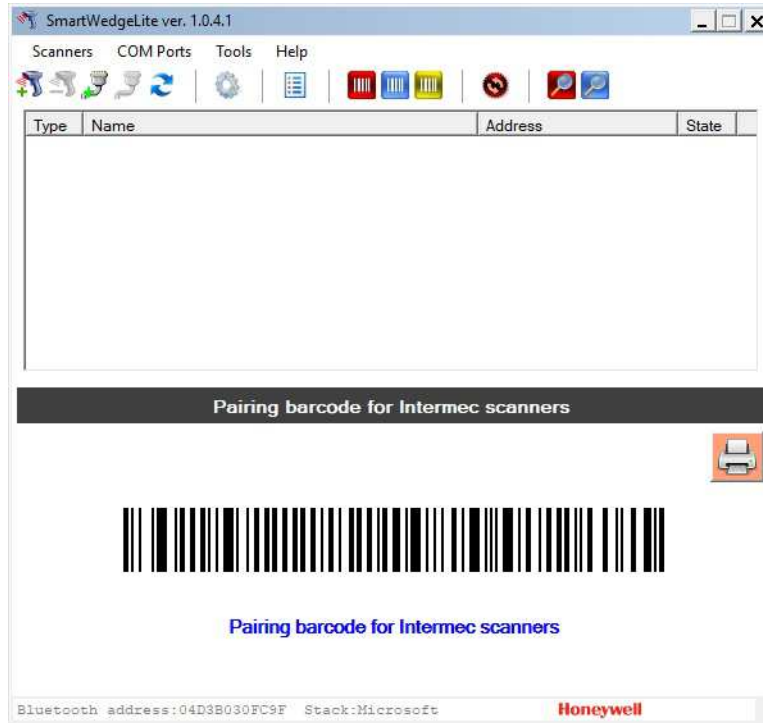 SmartWedgeLite ver. 1.0.4.1
Scanners COM Ports Tools Help
Type Name Address State
Pairing barcode for Intermec scanners
Pairing barcode for Intermec scanners
Bluetooth address:04D3B030FC9F Stack:Microsoft Honeywell